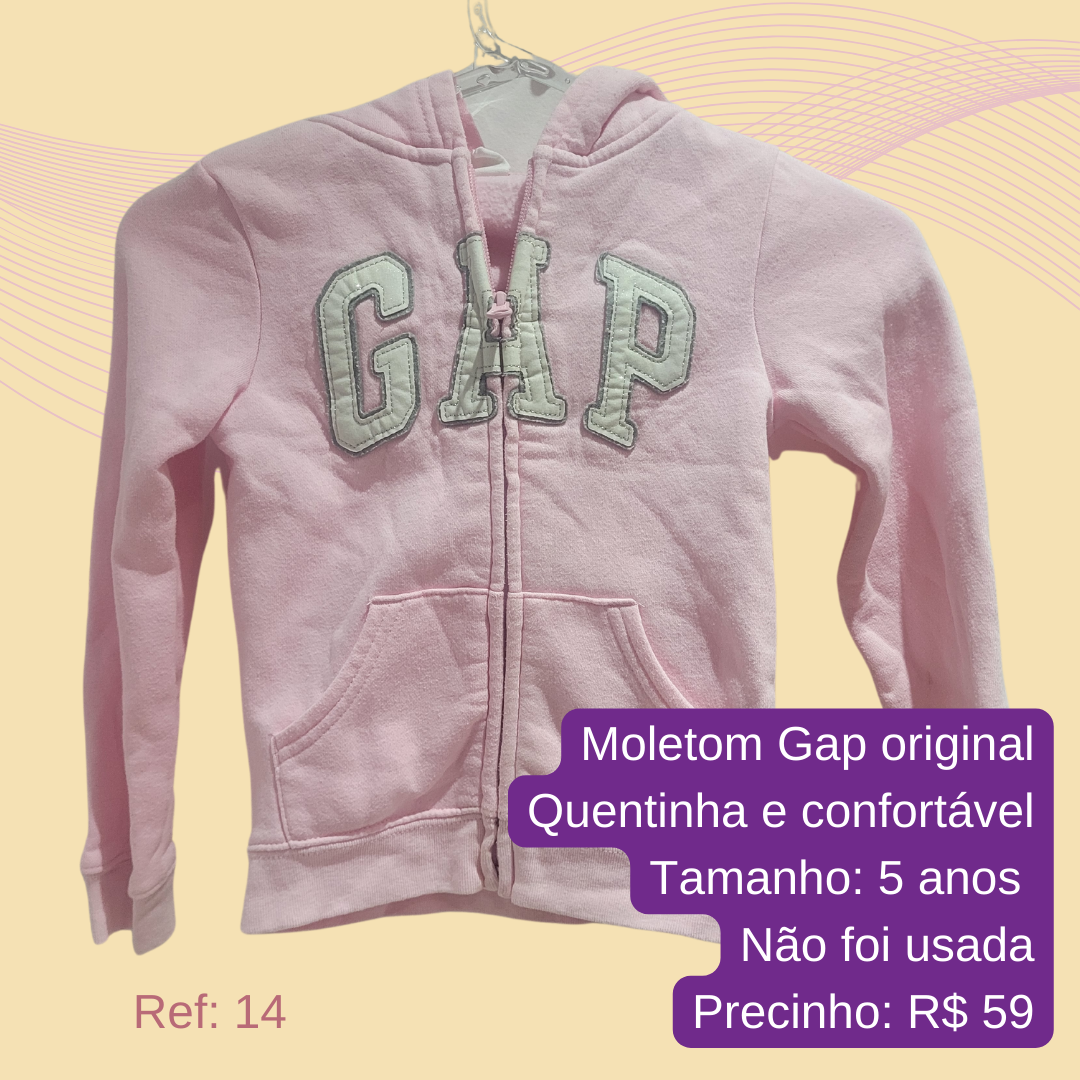 GAP
Moletom Gap original
Quentinha e confortável
Tamanho: 5 anos
Não foi usada
Precinho: R$ 59
Ref: 14